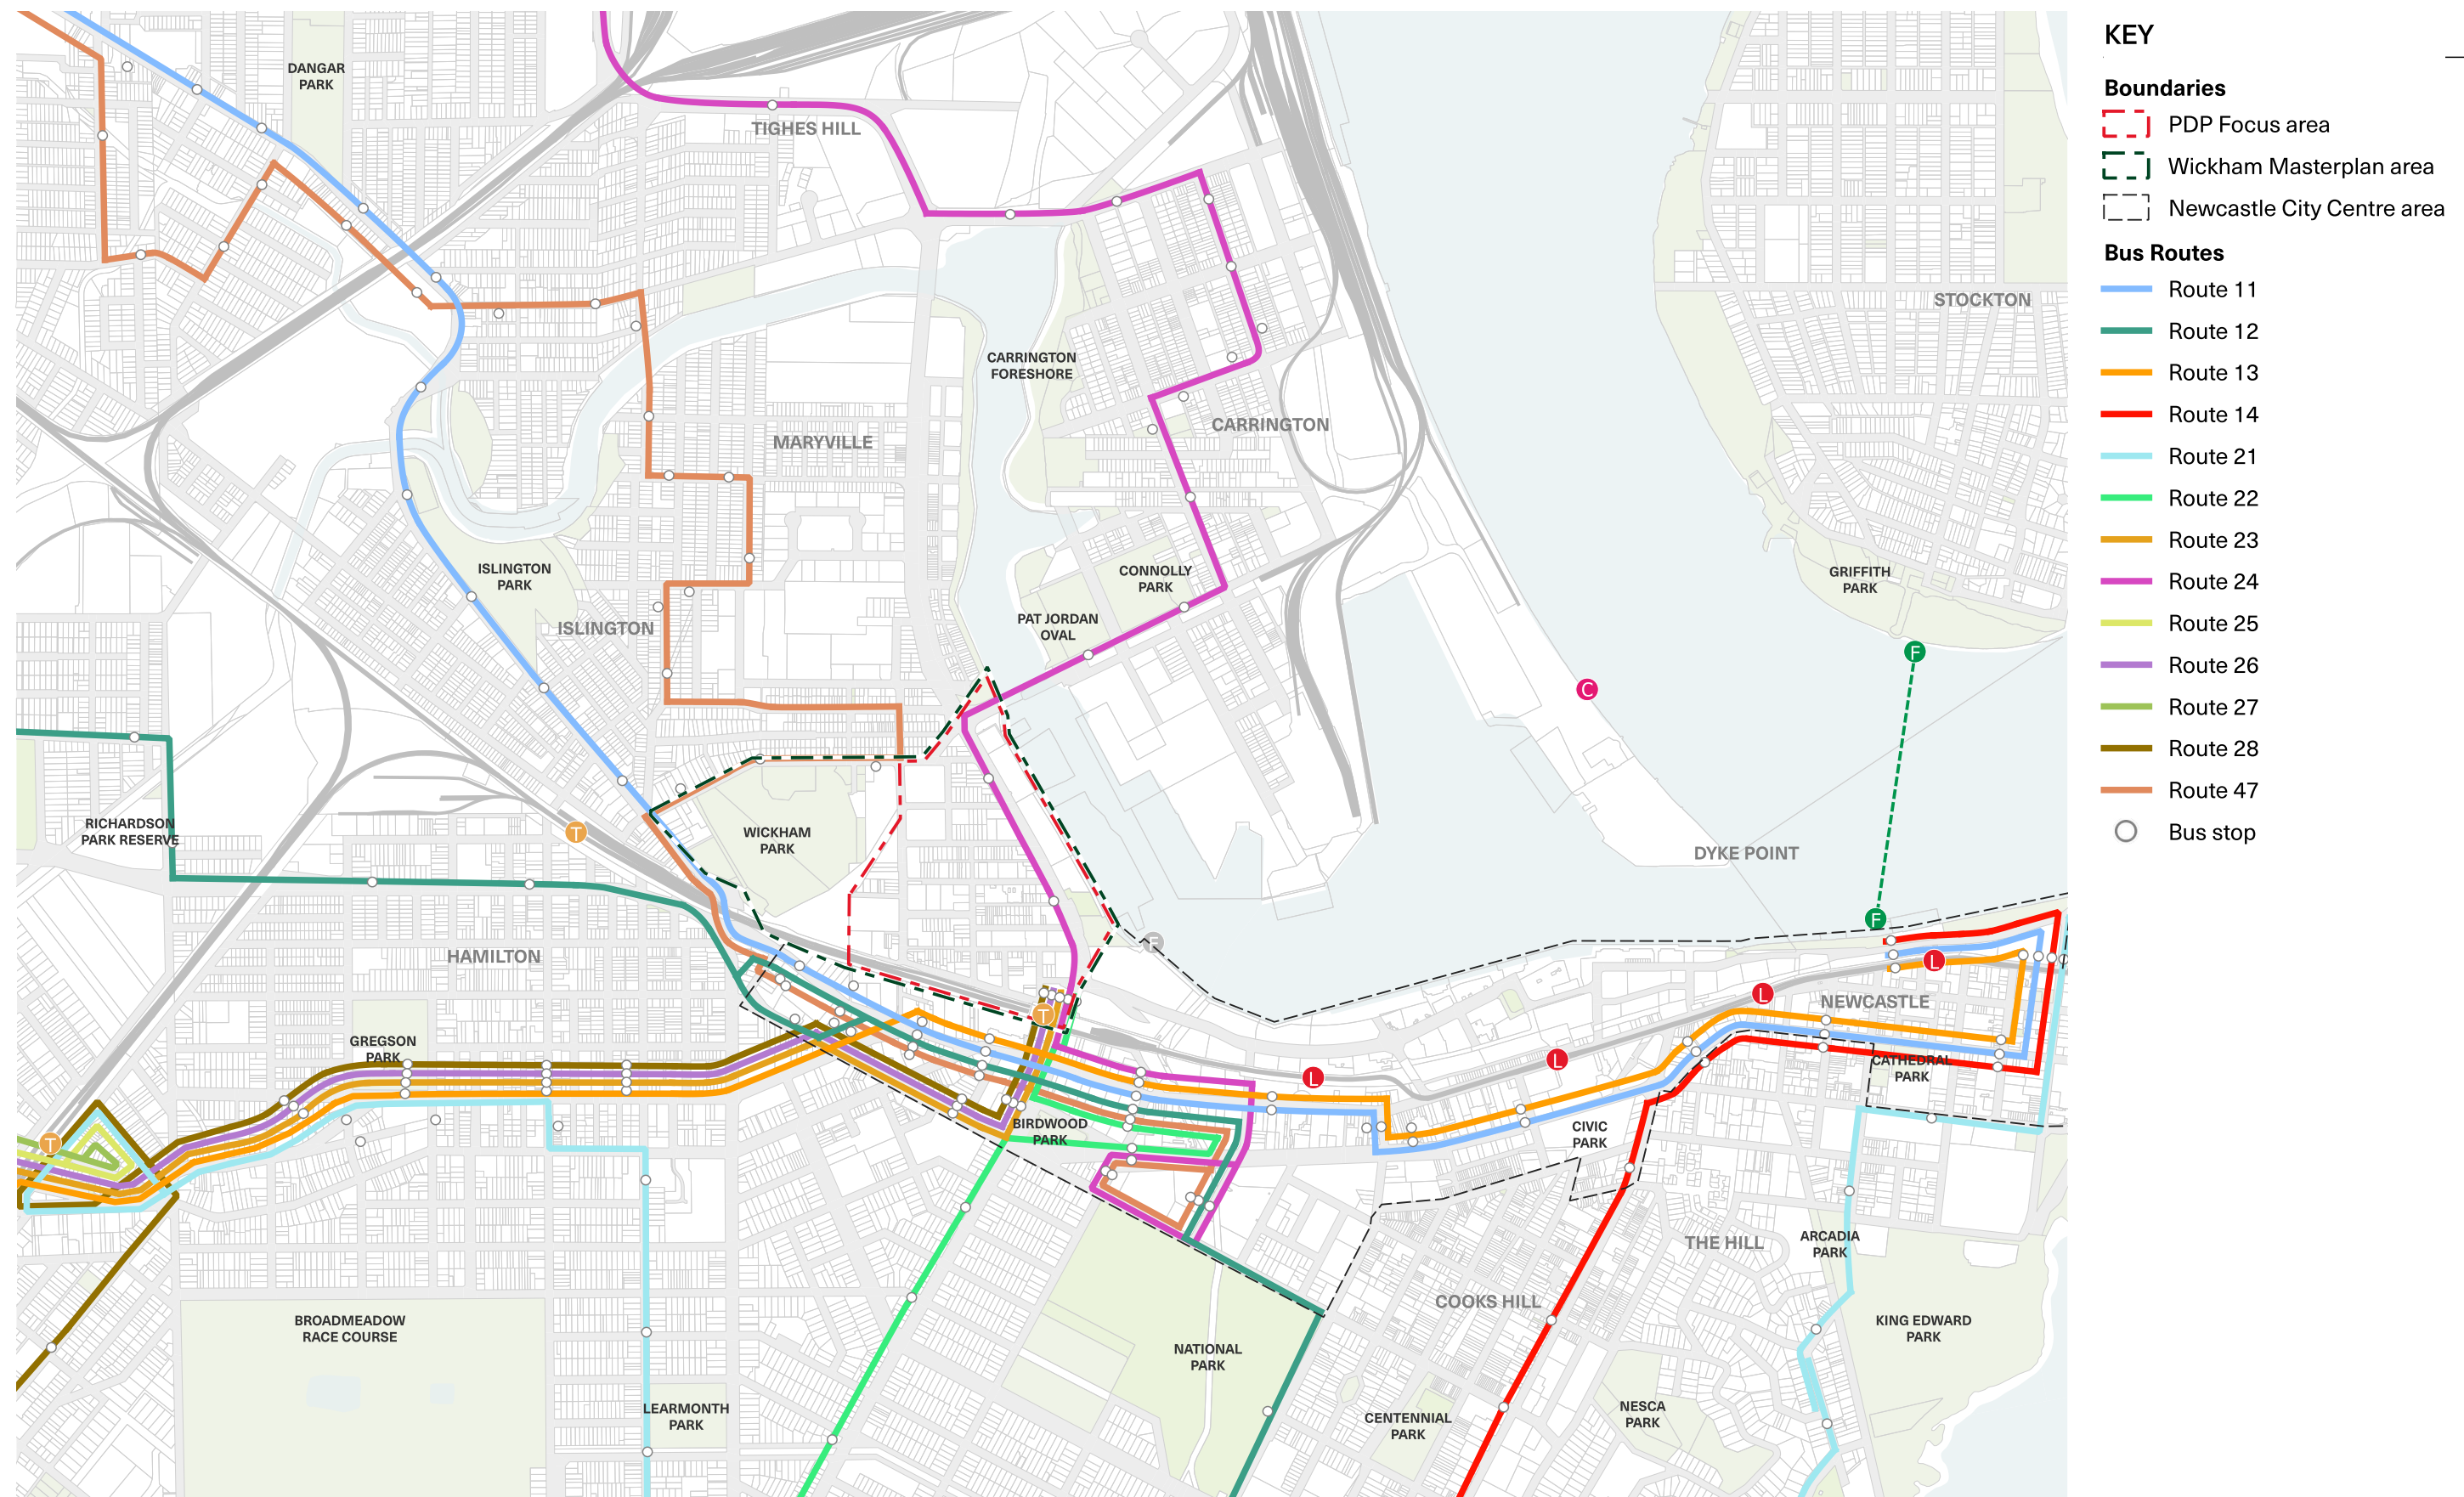 KEY
Boundaries
PDP Focus area
Wickham Masterplan area
Newcastle City Centre area
Bus Routes
Route 11
Route 12
Route 13
Route 14
Route 21
Route 22
Route 23
Route 24
Route 25
Route 26
Route 27
Route 28
Route 47
Bus stop
DANGAR
PARK
TIGHES HILL
STOCKTON
CARRINGTON
FORESHORE
CARRINGTON
MARYVILLE
ISLINGTON
PARK
CONNOLLY
PARK
GRIFFITH
PARK
ISLINGTON
PAT JORDAN
OVAL
F
C
RICHARDSON
PARK RESERVE
T
WICKHAM
PARK
DYKE POINT
F
F
HAMILTON
L
L
NEWCASTLE
T
GREGSON
PARK
L
L
CATHEDRAL
PARK
T
BIRDWOOD
PARK
CIVIC
PARK
THE HILL
ARCADIA
PARK
COOKS HILL
BROADMEADOW
RACE COURSE
KING EDWARD
PARK
NATIONAL
PARK
LEARMONTH
PARK
CENTENNIAL
PARK
NESCA
PARK